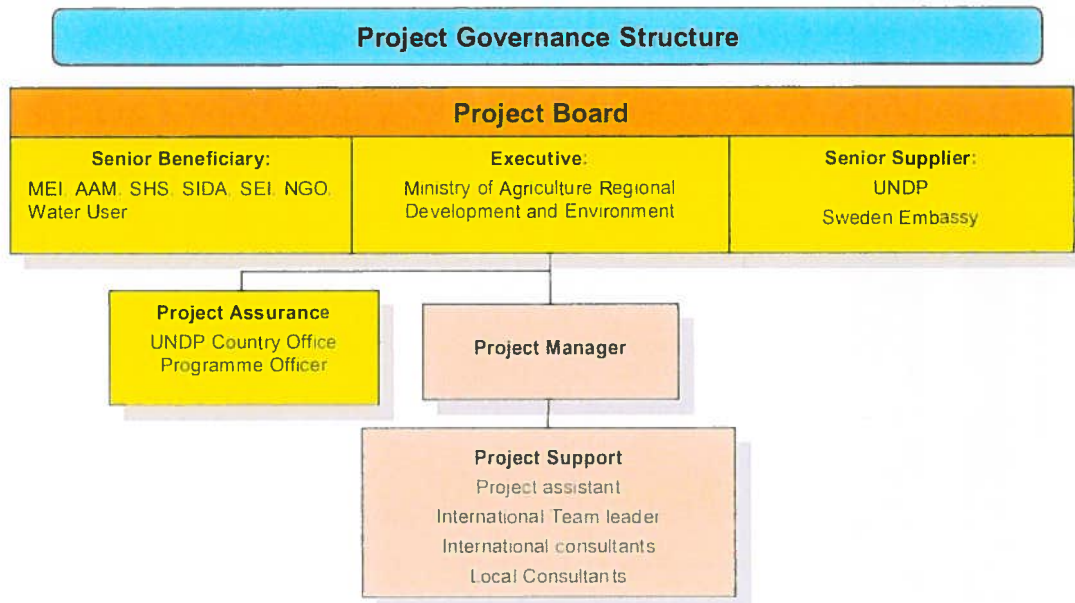 Project Governance Structure
Project Board
Senior Beneficiary:
MEI. AAM. SHS. SIDA. SEI. NGO.
Water User
Executive:
Ministry of Agriculture Regional
Development and Environment
Senior Supplier:
UNDP
Sweden Embassy
Project Assurance
UNDP Country Office
Programme Officer
Project Manager
Project Support
Project assistant
International Team leader
International consultants
Local Consultants